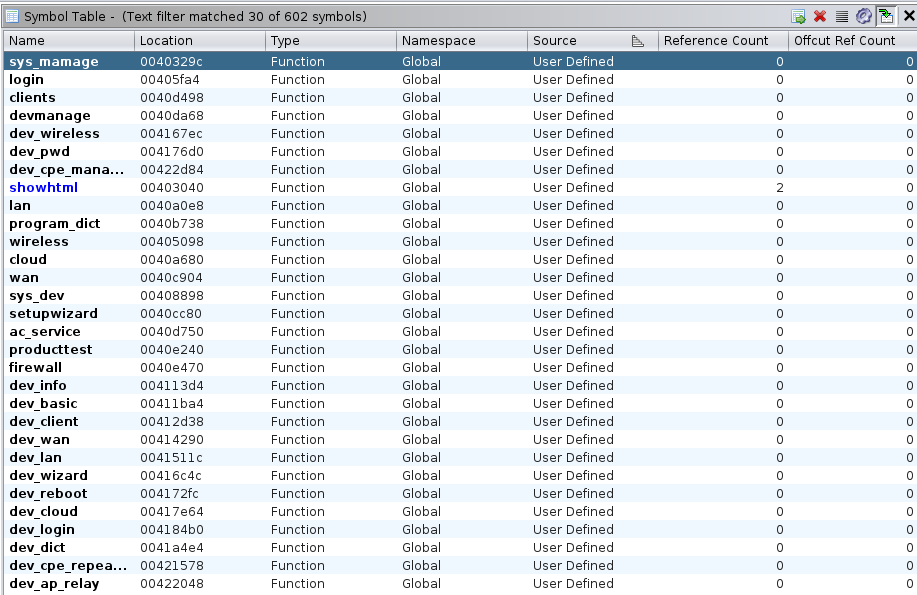 Symbol Table - (Text filter matched 30 of 602 symbols)
Name Location Type Namespace Source Reference Count Offcut Ref Count
sys_mamage 0040329c Function Global User Defined 0 0
login 00405fa4 Function Global User Defined 0 0
clients 0040d498 Function Global User Defined 0 0
devmanage 0040da68 Function Global User Defined 0 0
dev_wireless 004167ec Function Global User Defined 0 0
dev_pwd 004176d0 Function Global User Defined 0 0
dev_cpe_mana... 00422d84 Function Global User Defined 0 0
showhtml 00403040 Function Global User Defined 2 0
lan 0040a0e8 Function Global User Defined 0 0
program_dict 0040b738 Function Global User Defined 0 0
wireless 00405098 Function Global User Defined 0 0
cloud 0040a680 Function Global User Defined 0 0
wan 0040c904 Function Global User Defined 0 0
sys_dev 00408898 Function Global User Defined 0 0
setupwizard 0040cc80 Function Global User Defined 0 0
ac_service 0040d750 Function Global User Defined 0 0
producttest 0040e240 Function Global User Defined 0 0
firewall 0040e470 Function Global User Defined 0 0
dev_info 004113d4 Function Global User Defined 0 0
dev_basic 00411ba4 Function Global User Defined 0 0
dev_client 00412d38 Function Global User Defined 0 0
dev_wan 00414290 Function Global User Defined 0 0
dev_lan 0041511c Function Global User Defined 0 0
dev_wizard 00416c4c Function Global User Defined 0 0
dev_reboot 004172fc Function Global User Defined 0 0
dev_cloud 00417e64 Function Global User Defined 0 0
dev_login 004184b0 Function Global User Defined 0 0
dev_dict 0041a4e4 Function Global User Defined 0 0
dev_cpe_repea... 00421578 Function Global User Defined 0 0
dev_ap_relay 00422048 Function Global User Defined 0 0